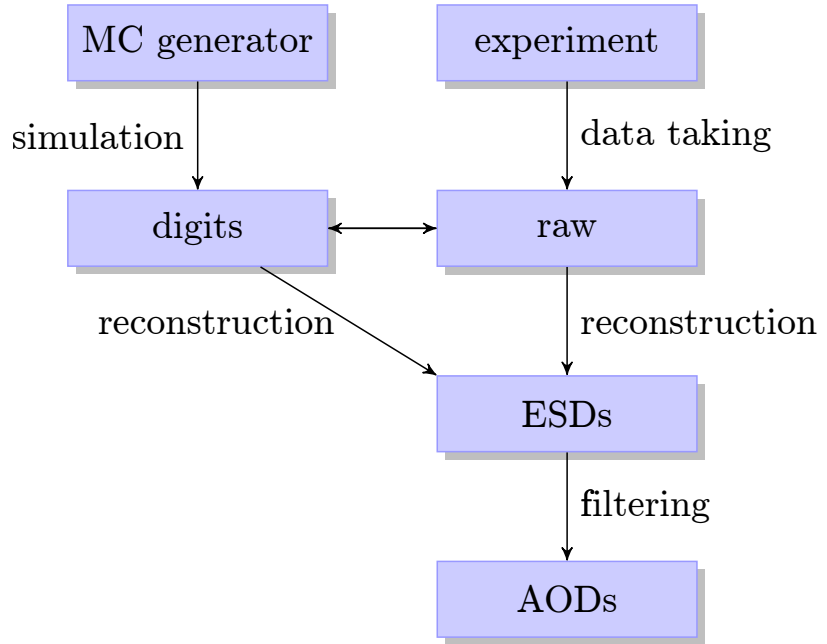 MC generator
experiment
simulation
data taking
digits
raw
reconstruction
reconstruction
ESDs
filtering
AODs